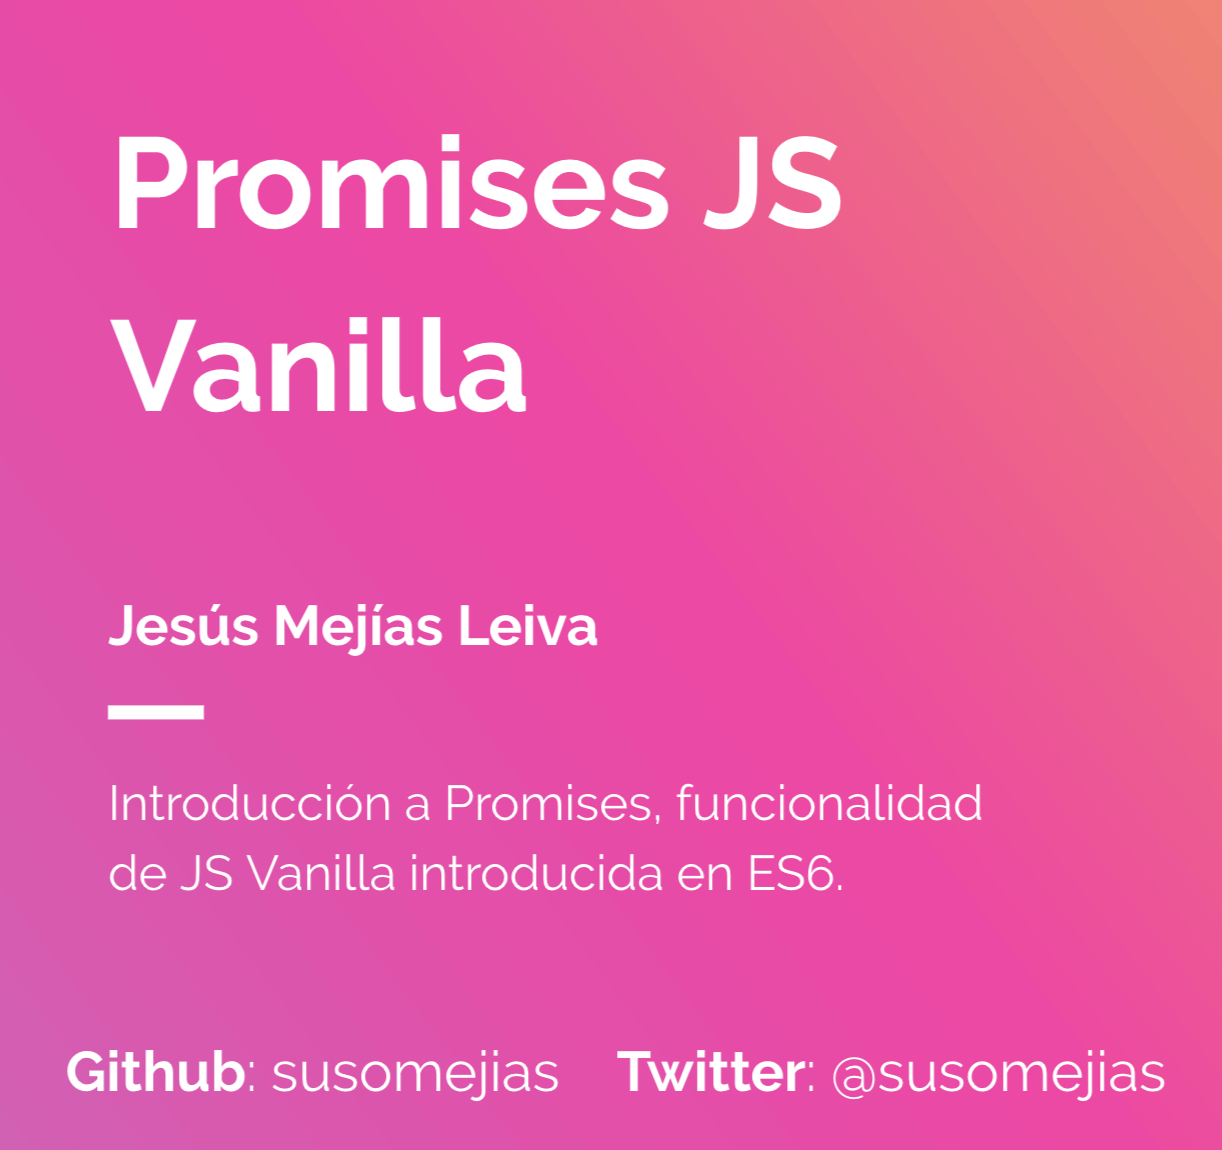 Promises JS
Vanilla
Jesús Mejías Leiva
Introducción a Promises, funcionalidad
de JS Vanilla introducida en ES6.
Github: susomejias Twitter: @susomejias